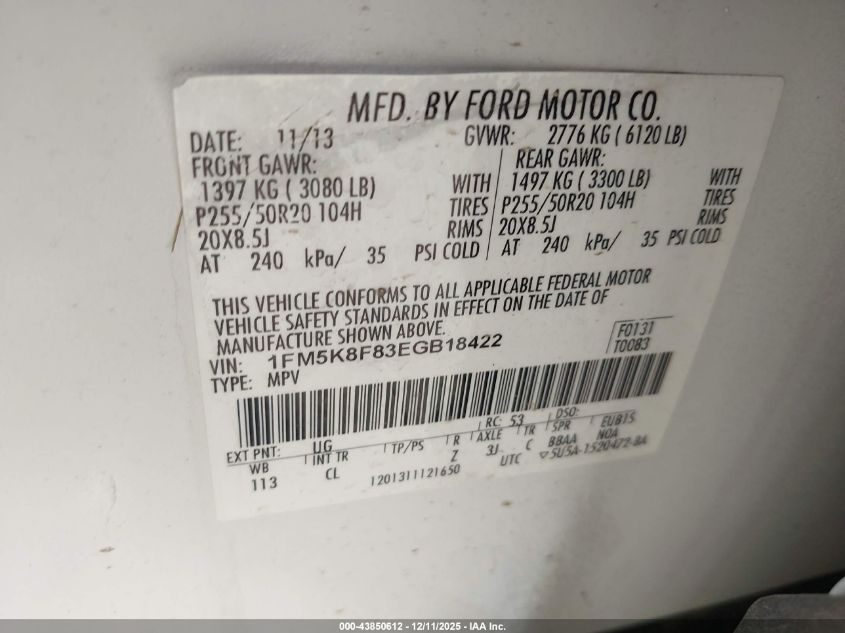 MFD. BY FORD MOTOR CO.
DATE: 11/13 GVWR: 2776 KG ( 6120 LB)
FRONT GAWR: REAR GAWR:
1397 KG ( 3080 LB) WITH 1497 KG ( 3300 LB) WITH
P255/50R20 104H TIRES P255/50R20 104H TIRES
20X8.5J RIMS 20X8.5J RIMS
AT 240 kPa/ 35 PSI COLD AT 240 kPa/ 35 PSI COLD
THIS VEHICLE CONFORMS TO ALL APPLICABLE FEDERAL MOTOR
VEHICLE SAFETY STANDARDS IN EFFECT ON THE DATE OF
MANUFACTURE SHOWN ABOVE.
VIN: 1FM5K8F83EGB18422 F0131
TYPE: MPV T0083
EXT PNT: UG RC: 53 DSO:
WB INT TR TP/PS R AXLE TR SPR EUB15
113 CL Z 3J C BBAA NOA
1201311121650 UTC ▽5U5A-1520472-BA
000-43850612 - 12/11/2025 - IAA Inc.